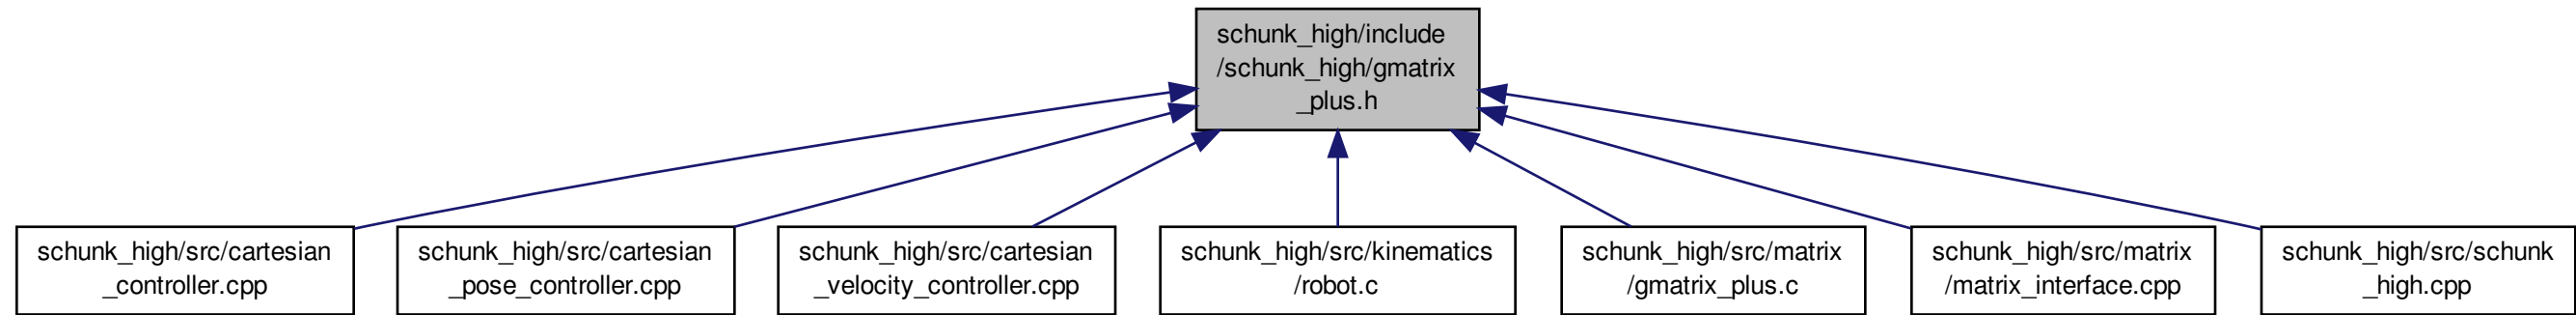 schunk_high/include
/schunk_high/gmatrix
_plus.h
schunk_high/src/cartesian
_controller.cpp
schunk_high/src/cartesian
_pose_controller.cpp
schunk_high/src/cartesian
_velocity_controller.cpp
schunk_high/src/kinematics
/robot.c
schunk_high/src/matrix
/gmatrix_plus.c
schunk_high/src/matrix
/matrix_interface.cpp
schunk_high/src/schunk
_high.cpp